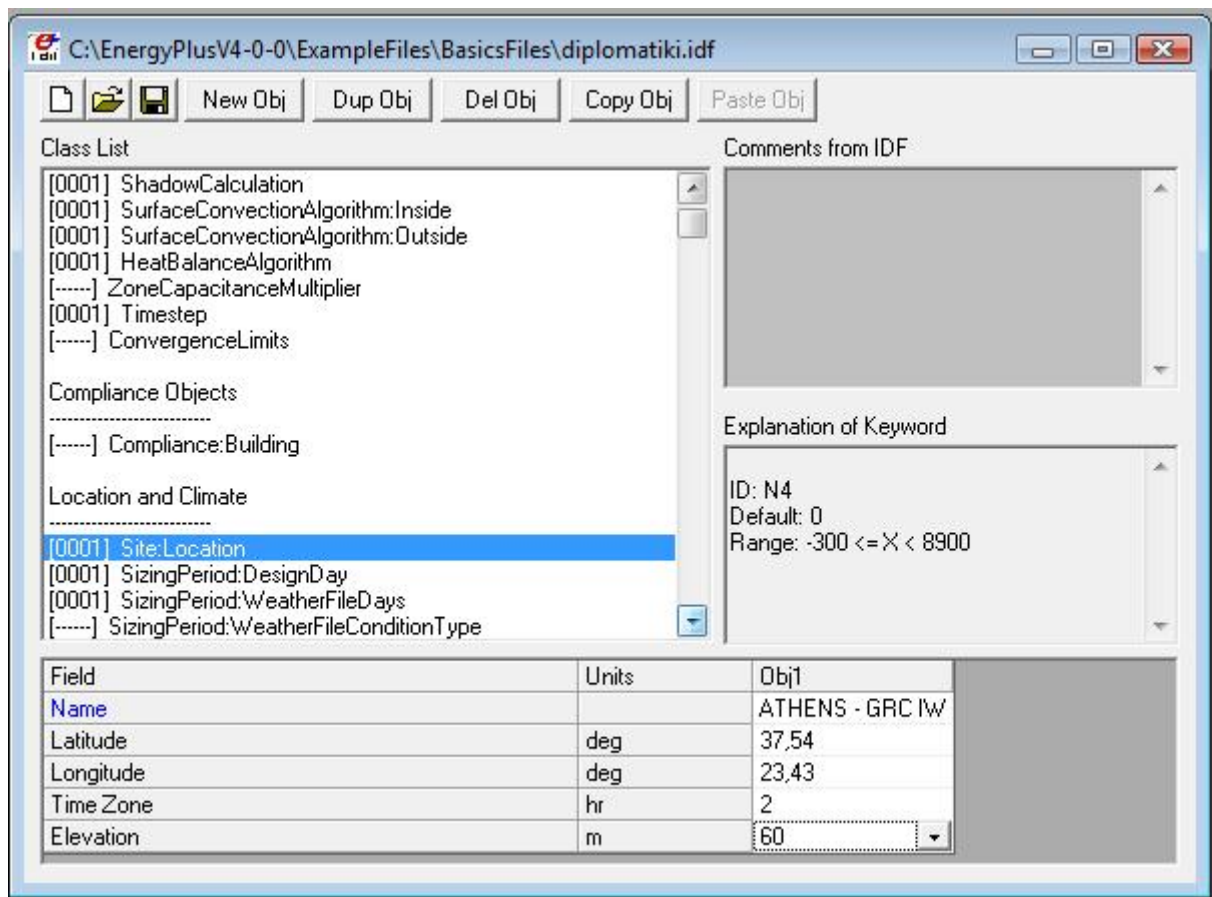 C:\EnergyPlusV4-0-0\ExampleFiles\BasicsFiles\diplomatiki.idf
New Obj Dup Obj Del Obj Copy Obj Paste Obj
Class List
[0001] ShadowCalculation
[0001] SurfaceConvectionAlgorithm:Inside
[0001] SurfaceConvectionAlgorithm:Outside
[0001] HeatBalanceAlgorithm
[------] ZoneCapacitanceMultiplier
[0001] Timestep
[------] ConvergenceLimits
Compliance Objects
----------------------------
[------] Compliance:Building
Location and Climate
----------------------------
[0001] Site:Location
[0001] SizingPeriod:DesignDay
[0001] SizingPeriod:WeatherFileDays
[------] SizingPeriod:WeatherFileConditionType
Comments from IDF
Explanation of Keyword
ID: N4
Default: 0
Range: -300 <= X < 8900
Field Units Obj1
Name ATHENS - GRC IW
Latitude deg 37,54
Longitude deg 23,43
Time Zone hr 2
Elevation m 60